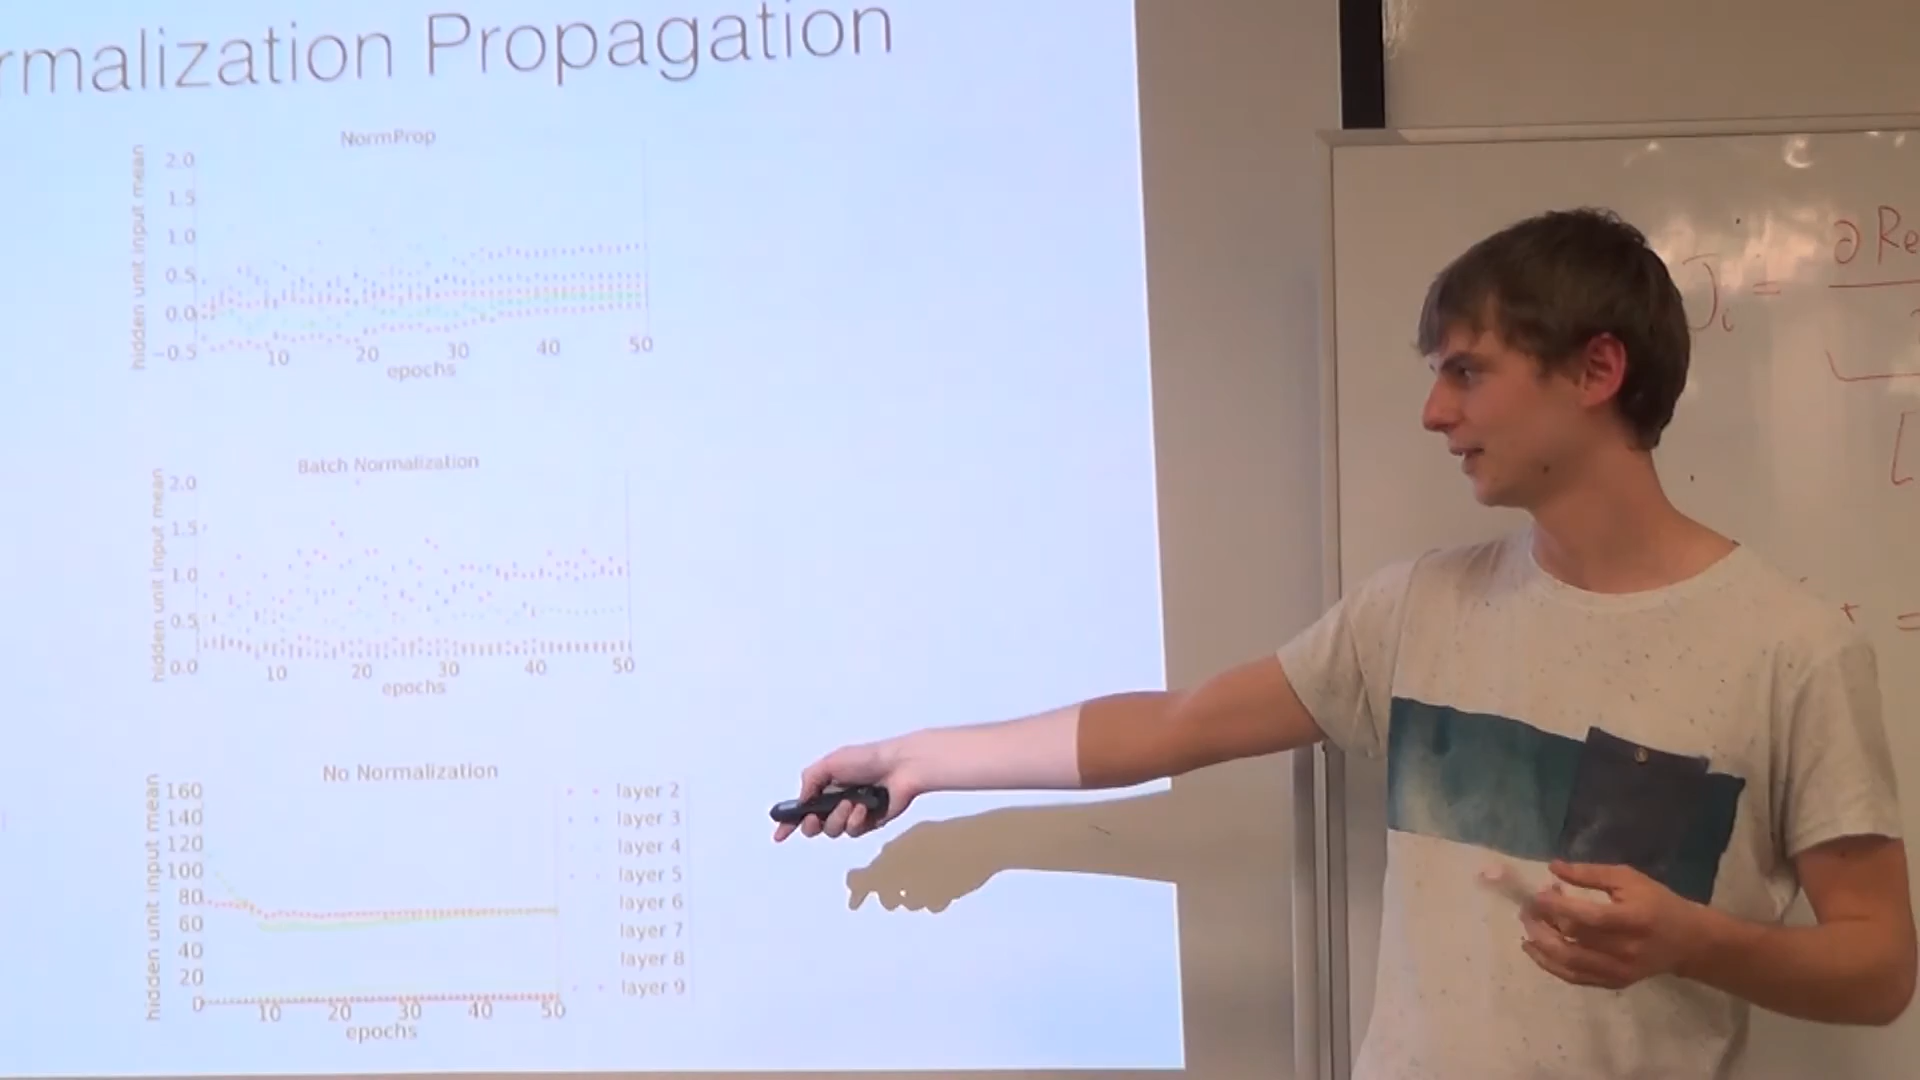 rmalization Propagation
NormProp
hidden unit input mean
2.0
1.5
1.0
0.5
0.0
−0.5
10 20 30 40 50
epochs
Batch Normalization
hidden unit input mean
2.0
1.5
1.0
0.5
0.0
10 20 30 40 50
epochs
No Normalization
hidden unit input mean
160
140
120
100
80
60
40
20
0
10 20 30 40 50
epochs
layer 2
layer 3
layer 4
layer 5
layer 6
layer 7
layer 8
layer 9
J_i = ∂ Re